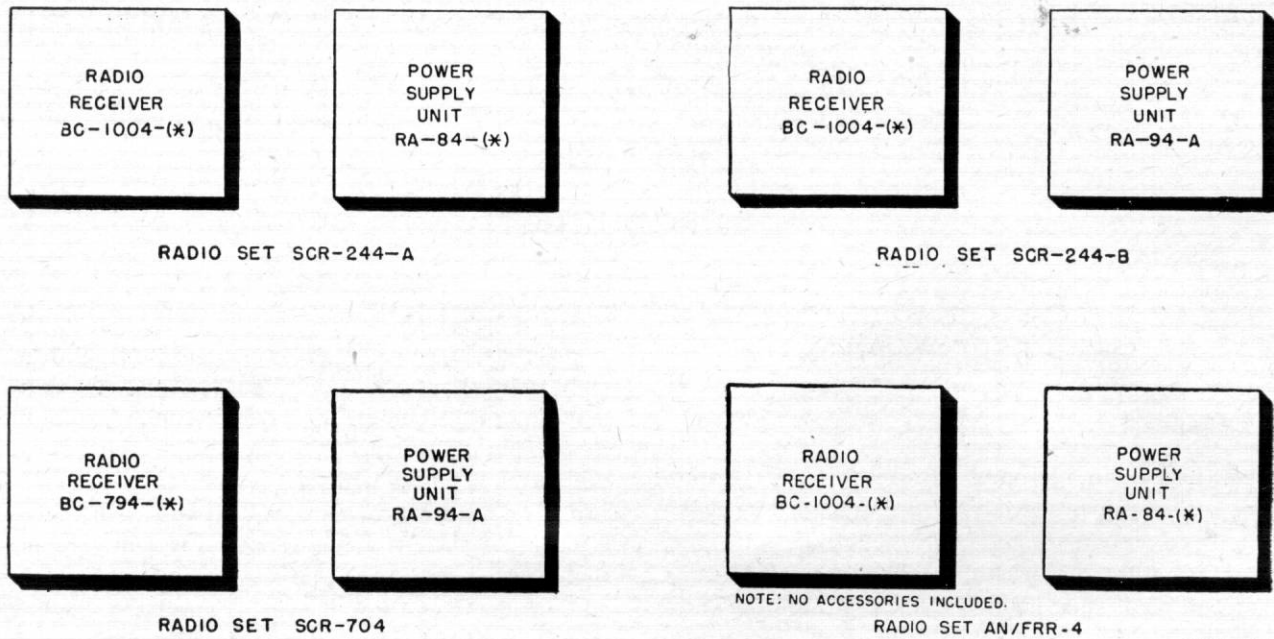 RADIO
RECEIVER
BC-1004-(*)
POWER
SUPPLY
UNIT
RA-84-(*)
RADIO SET SCR-244-A
RADIO
RECEIVER
BC-1004-(*)
POWER
SUPPLY
UNIT
RA-94-A
RADIO SET SCR-244-B
RADIO
RECEIVER
BC-794-(*)
POWER
SUPPLY
UNIT
RA-94-A
RADIO SET SCR-704
RADIO
RECEIVER
BC-1004-(*)
POWER
SUPPLY
UNIT
RA-84-(*)
NOTE: NO ACCESSORIES INCLUDED.
RADIO SET AN/FRR-4